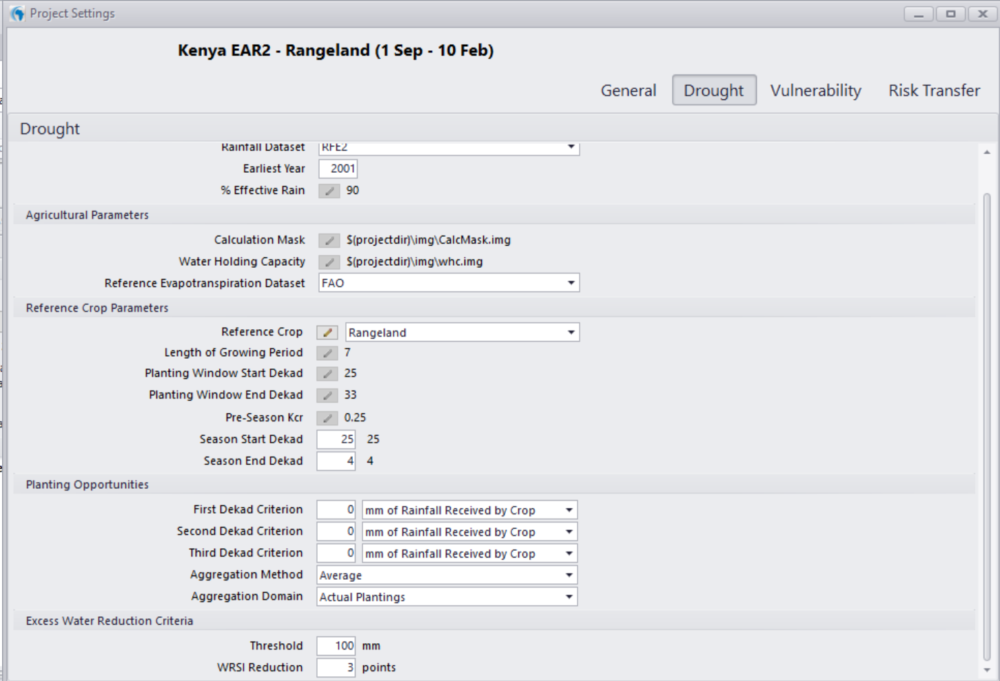 Project Settings
Kenya EAR2 - Rangeland (1 Sep - 10 Feb)
General Drought Vulnerability Risk Transfer
Drought
Rainfall Dataset RFE2
Earliest Year 2001
% Effective Rain 90
Agricultural Parameters
Calculation Mask $(projectdir)\img\CalcMask.img
Water Holding Capacity $(projectdir)\img\whc.img
Reference Evapotranspiration Dataset FAO
Reference Crop Parameters
Reference Crop Rangeland
Length of Growing Period 7
Planting Window Start Dekad 25
Planting Window End Dekad 33
Pre-Season Kcr 0.25
Season Start Dekad 25 25
Season End Dekad 4 4
Planting Opportunities
First Dekad Criterion 0 mm of Rainfall Received by Crop
Second Dekad Criterion 0 mm of Rainfall Received by Crop
Third Dekad Criterion 0 mm of Rainfall Received by Crop
Aggregation Method Average
Aggregation Domain Actual Plantings
Excess Water Reduction Criteria
Threshold 100 mm
WRSI Reduction 3 points